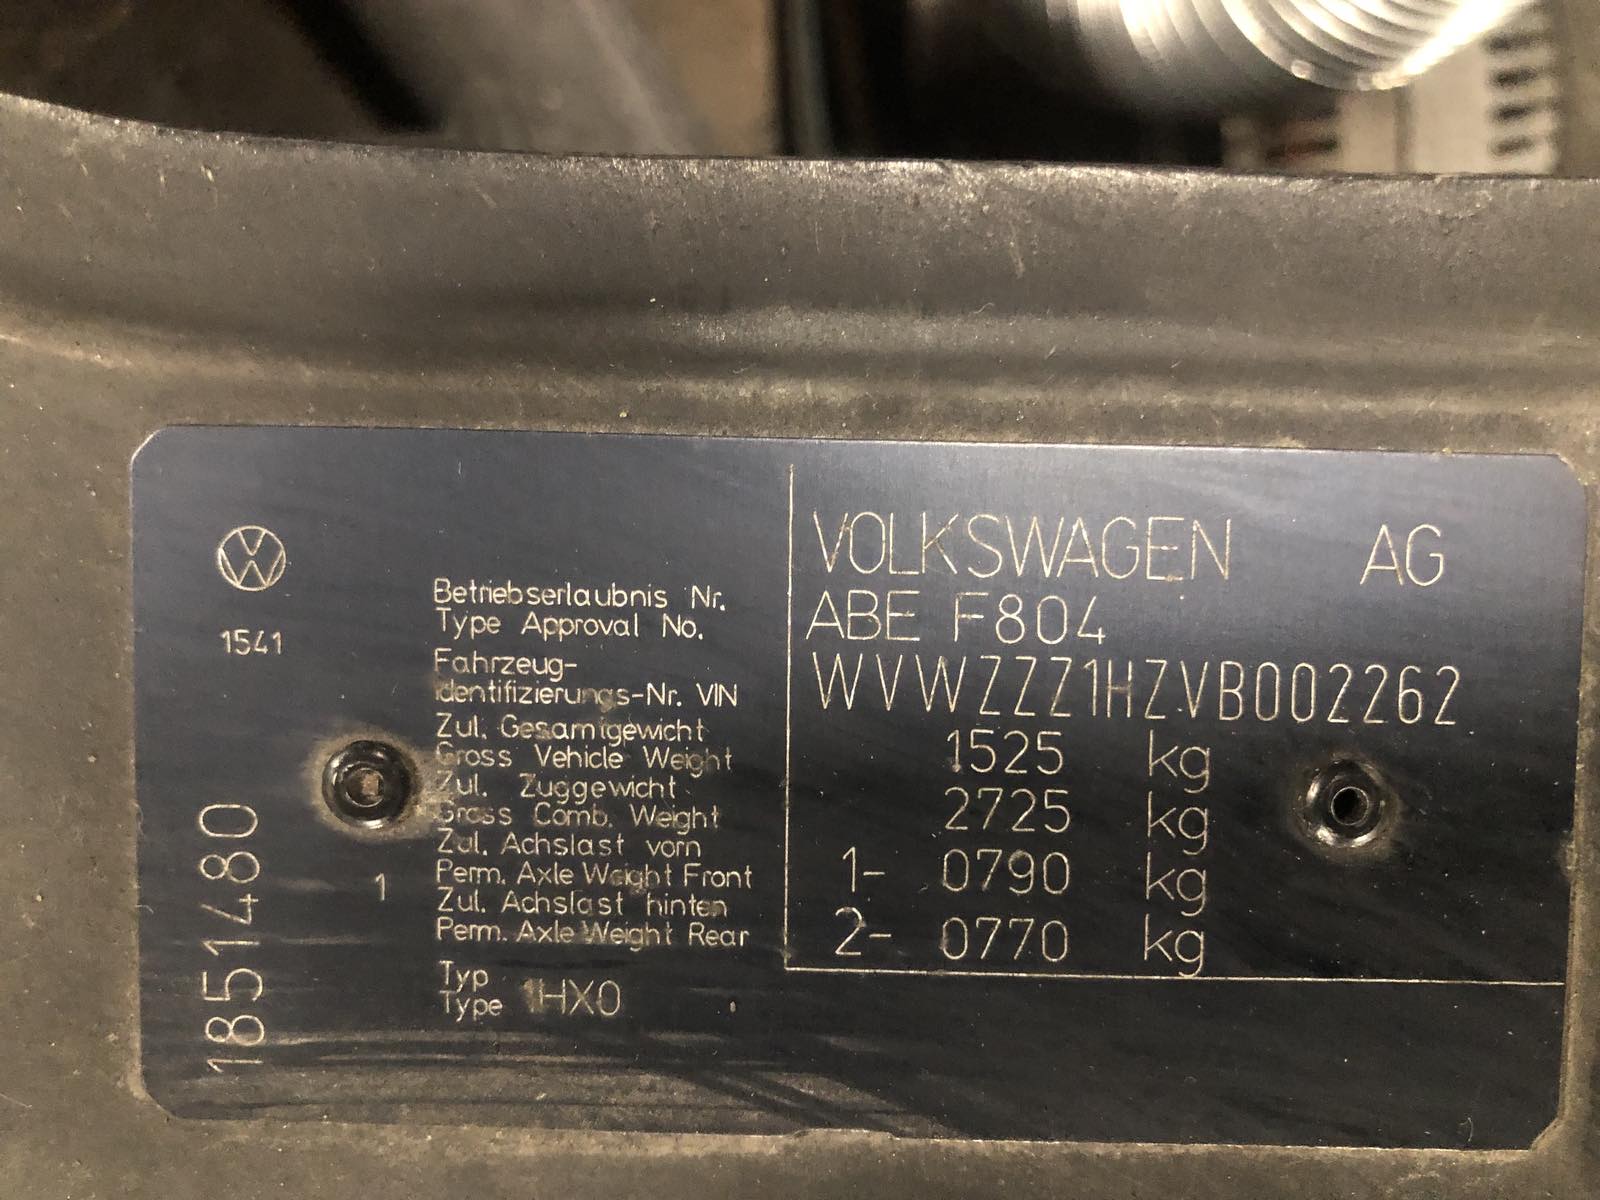 1541
1851480
1
Betriebserlaubnis Nr.
Type Approval No.
Fahrzeug-
Identifizierungs-Nr. VIN
Zul. Gesamtgewicht
Gross Vehicle Weight
Zul. Zuggewicht
Gross Comb. Weight
Zul. Achslast vorn
Perm. Axle Weight Front
Zul. Achslast hinten
Perm. Axle Weight Rear
Typ
Type 1HX0
VOLKSWAGEN AG
ABE F804
WVWZZZ1HZVB002262
1525 kg
2725 kg
1- 0790 kg
2- 0770 kg